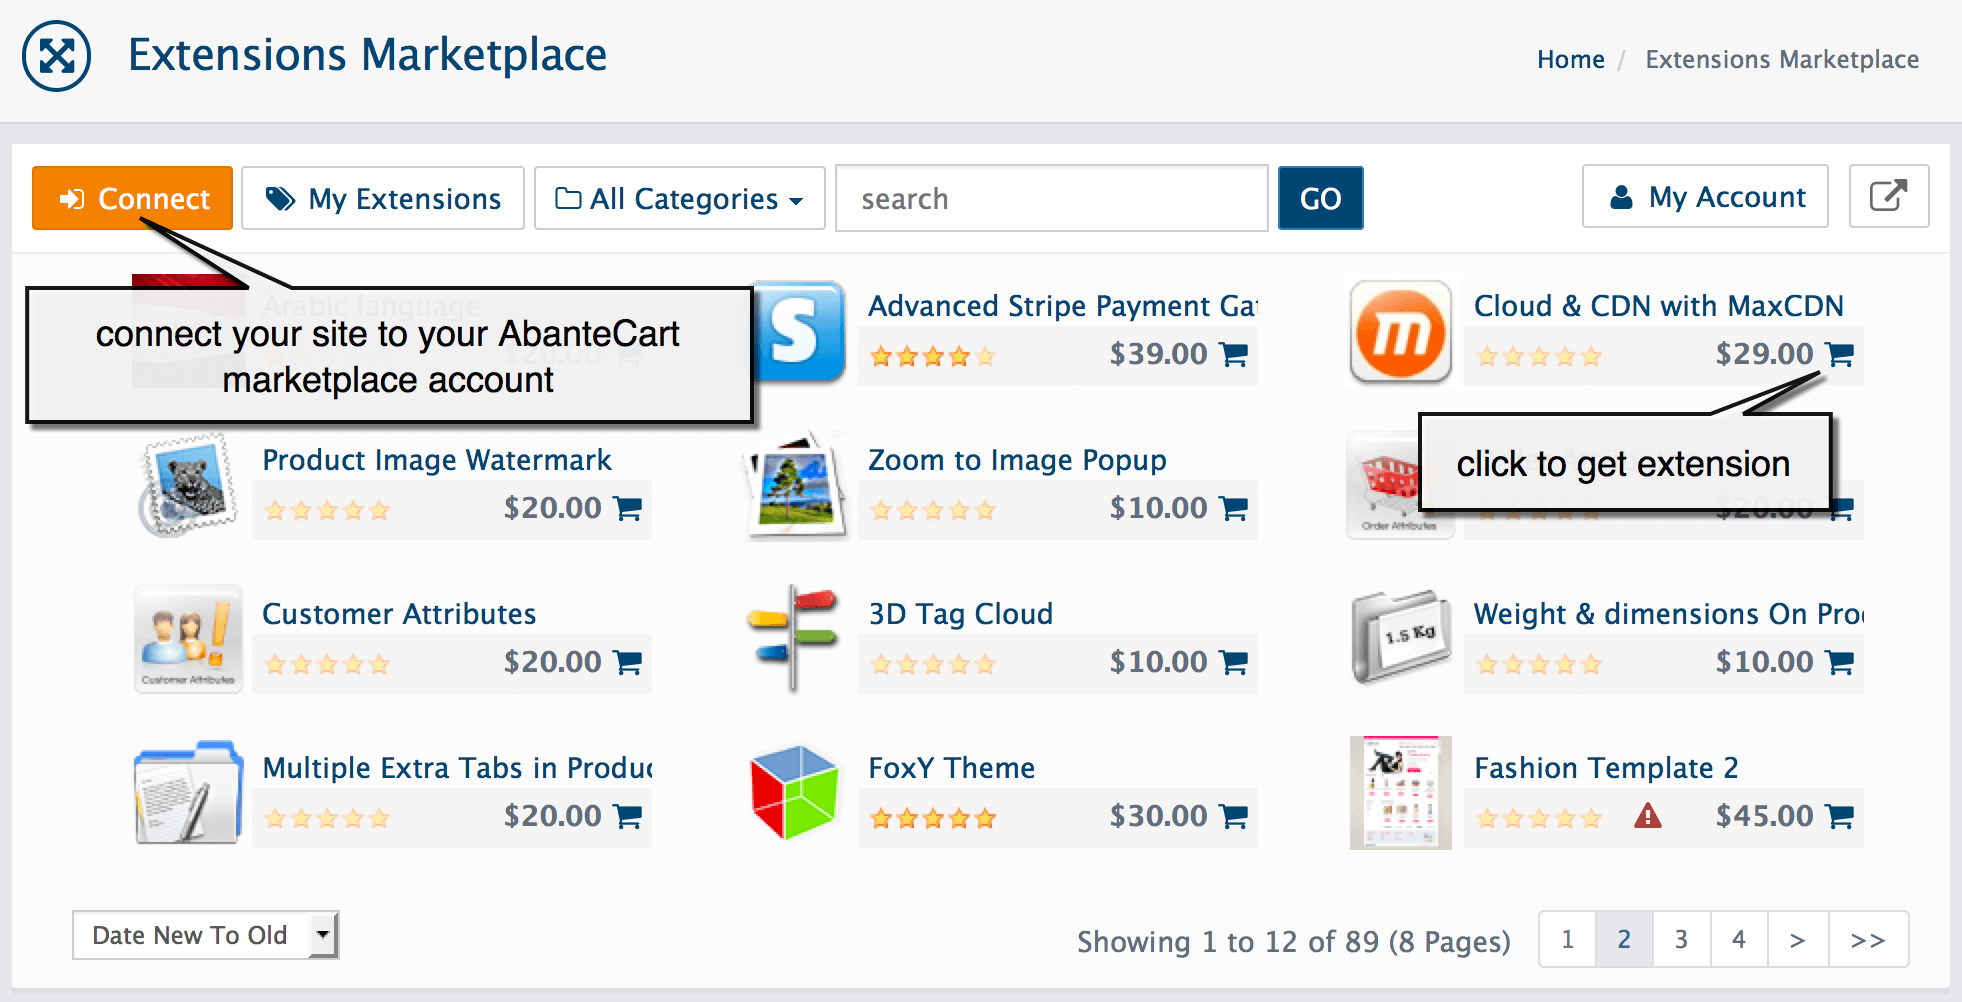 Extensions Marketplace
Home / Extensions Marketplace
Connect
My Extensions
All Categories
search
GO
My Account
Arabic language
$20.00
connect your site to your AbanteCart
marketplace account
Advanced Stripe Payment Gat
$39.00
Cloud & CDN with MaxCDN
$29.00
click to get extension
Product Image Watermark
$20.00
Zoom to Image Popup
$10.00
Order Attributes
$20.00
Customer Attributes
Customer Attributes
$20.00
3D Tag Cloud
$10.00
1.5 Kg
Weight & dimensions On Pro
$10.00
Multiple Extra Tabs in Produc
$20.00
FoxY Theme
$30.00
Fashion Template 2
$45.00
Date New To Old
Showing 1 to 12 of 89 (8 Pages)
1 2 3 4 > >>